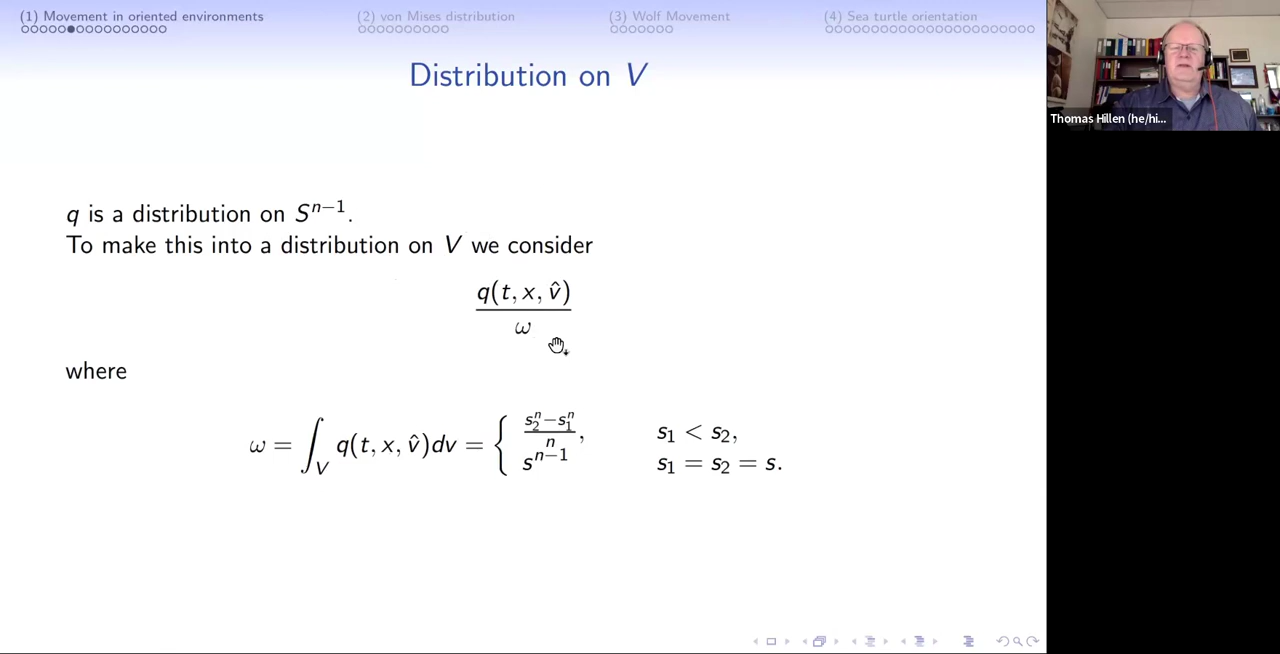 (1) Movement in oriented environments (2) von Mises distribution (3) Wolf Movement (4) Sea turtle orientation
Distribution on V
q is a distribution on S^{n−1}.
To make this into a distribution on V we consider
q(t, x, v̂)
ω
where
ω = ∫_V q(t, x, v̂)dv = { (s_2^n − s_1^n)/n, s_1 < s_2,
s^{n−1} s_1 = s_2 = s.
Thomas Hillen (he/hi...